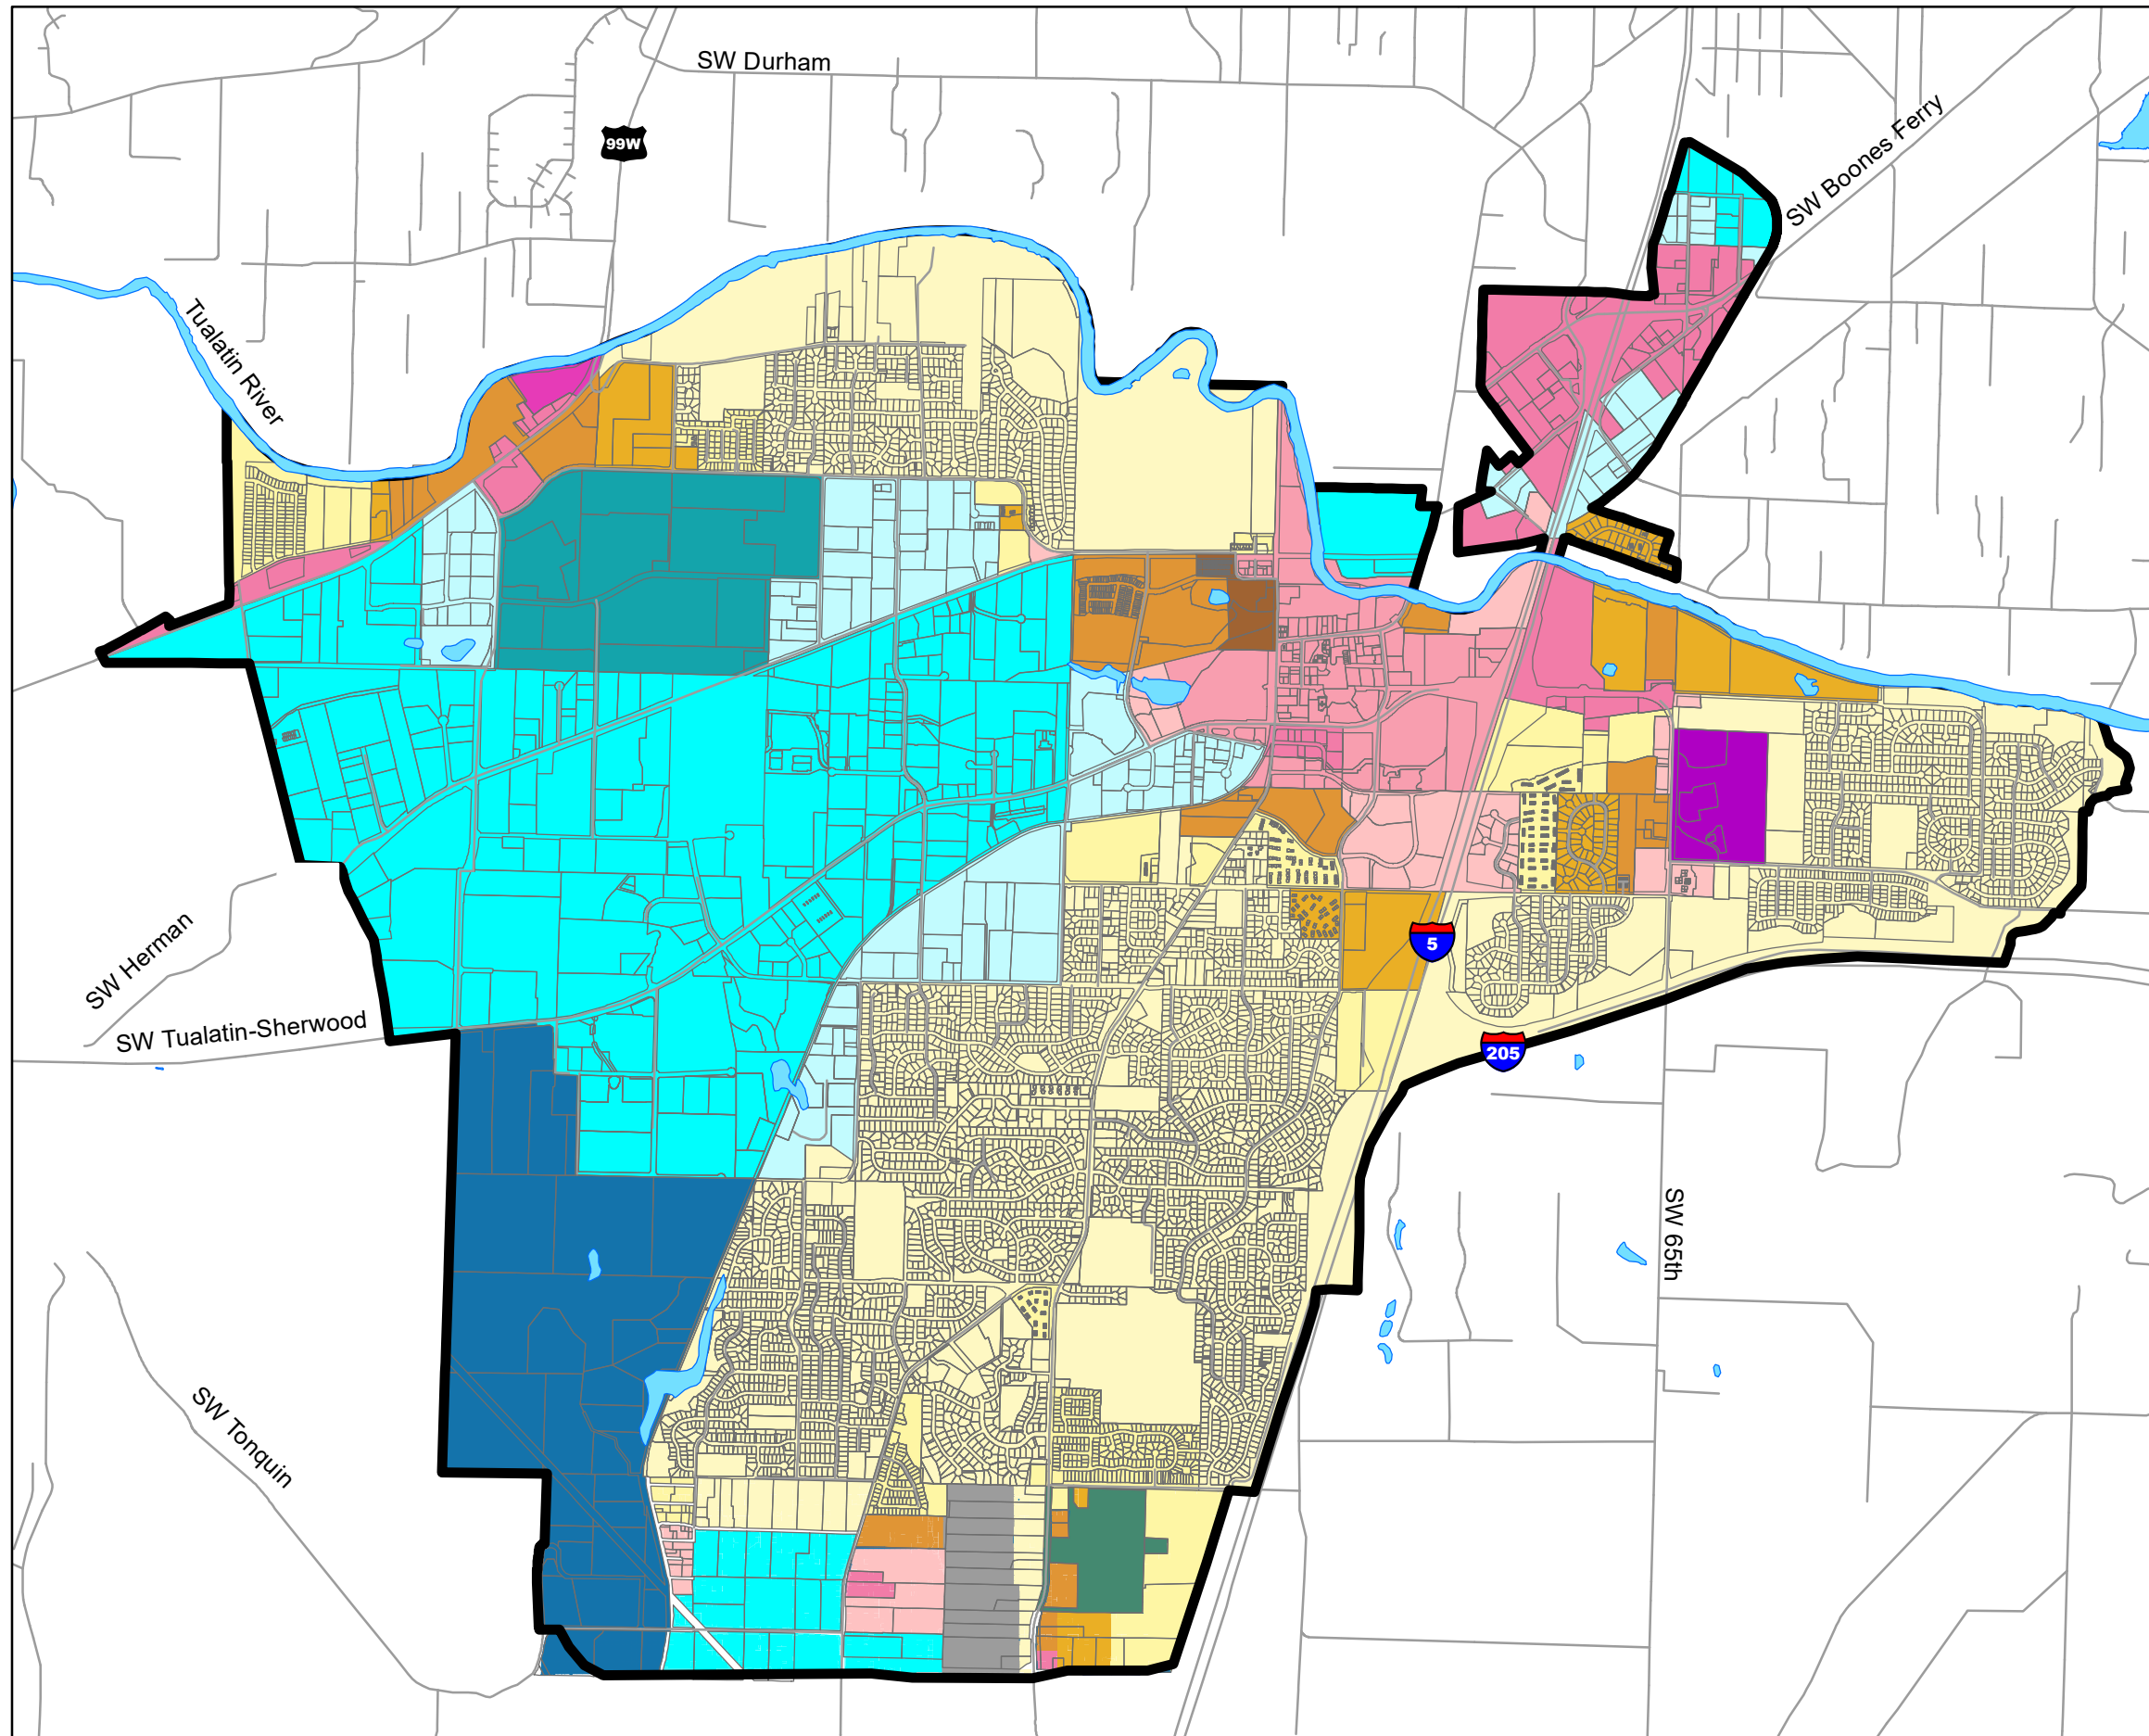 SW Durham
99W
SW Boones Ferry
Tualatin River
5
SW Herman
SW Tualatin-Sherwood
205
SW 65th
SW Tonquin